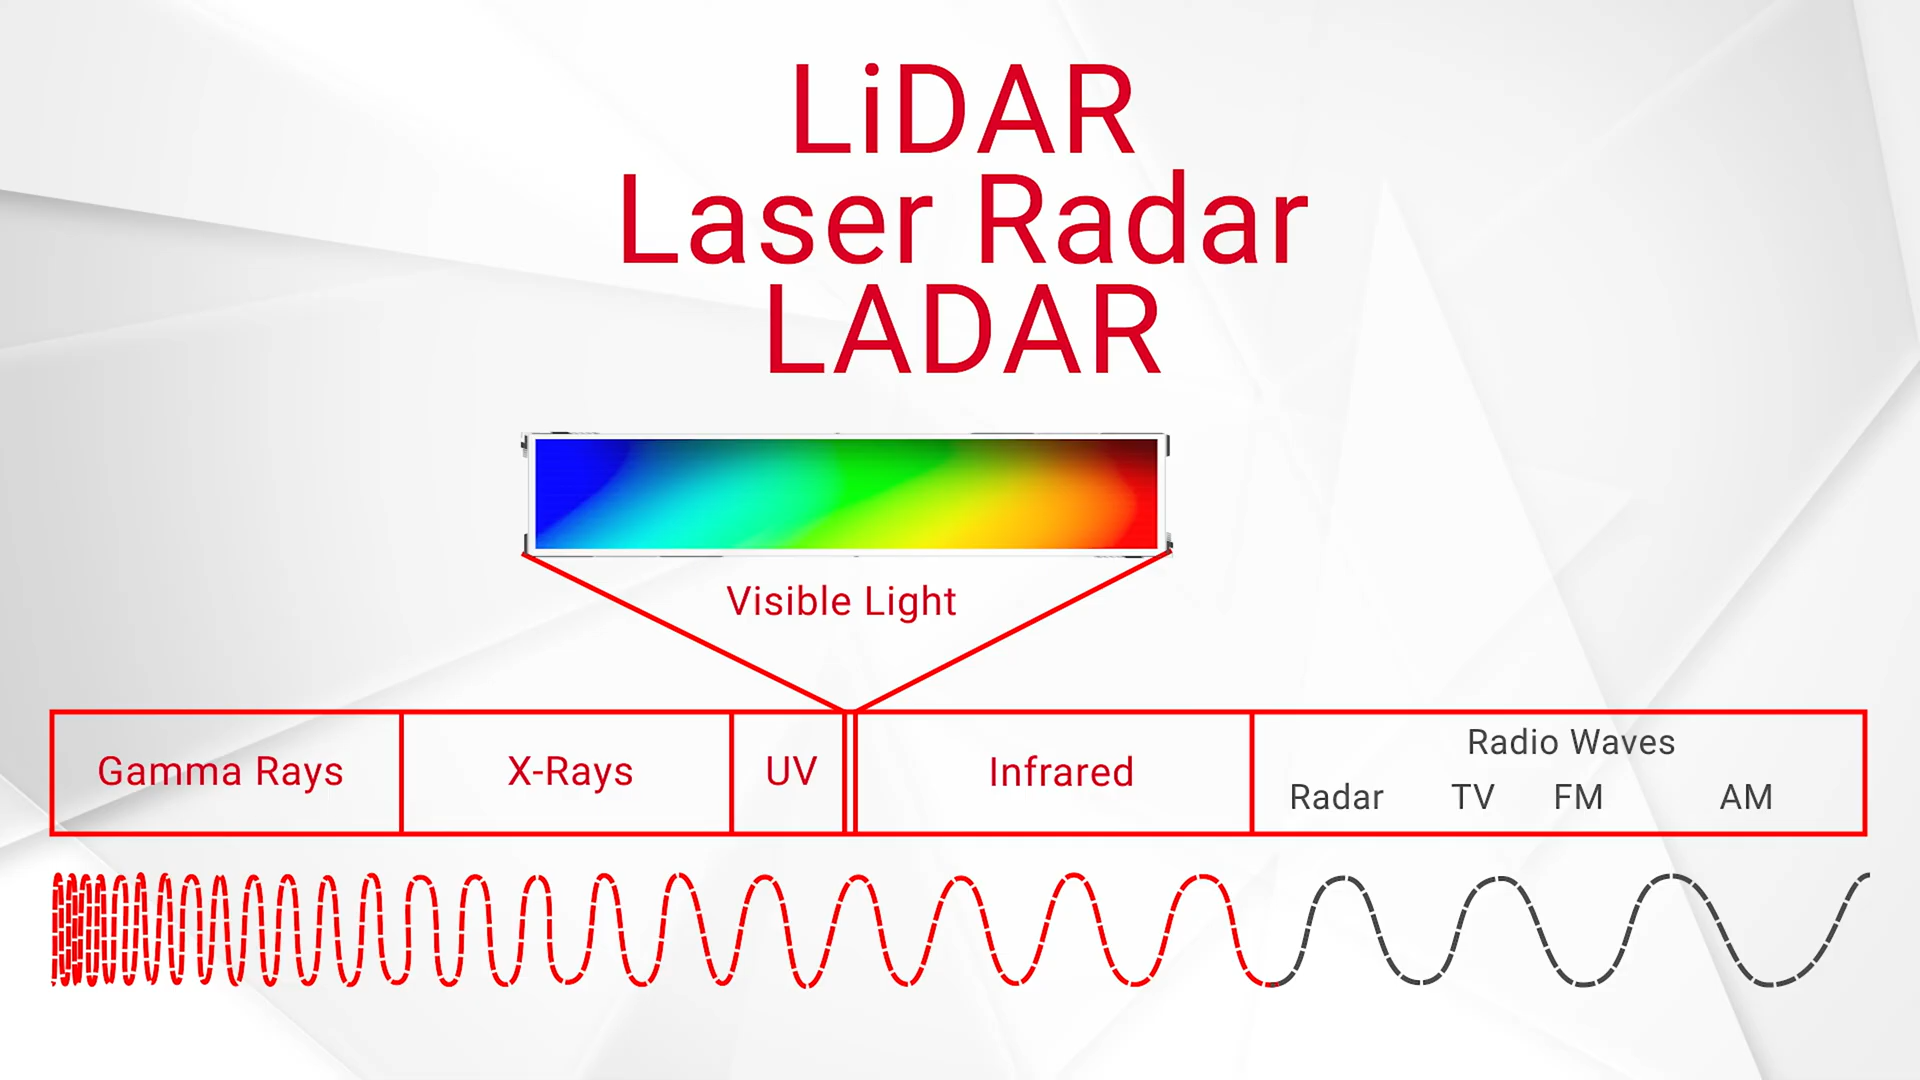 LiDAR
Laser Radar
LADAR
Visible Light
Gamma Rays
X-Rays
UV
Infrared
Radio Waves
Radar TV FM AM